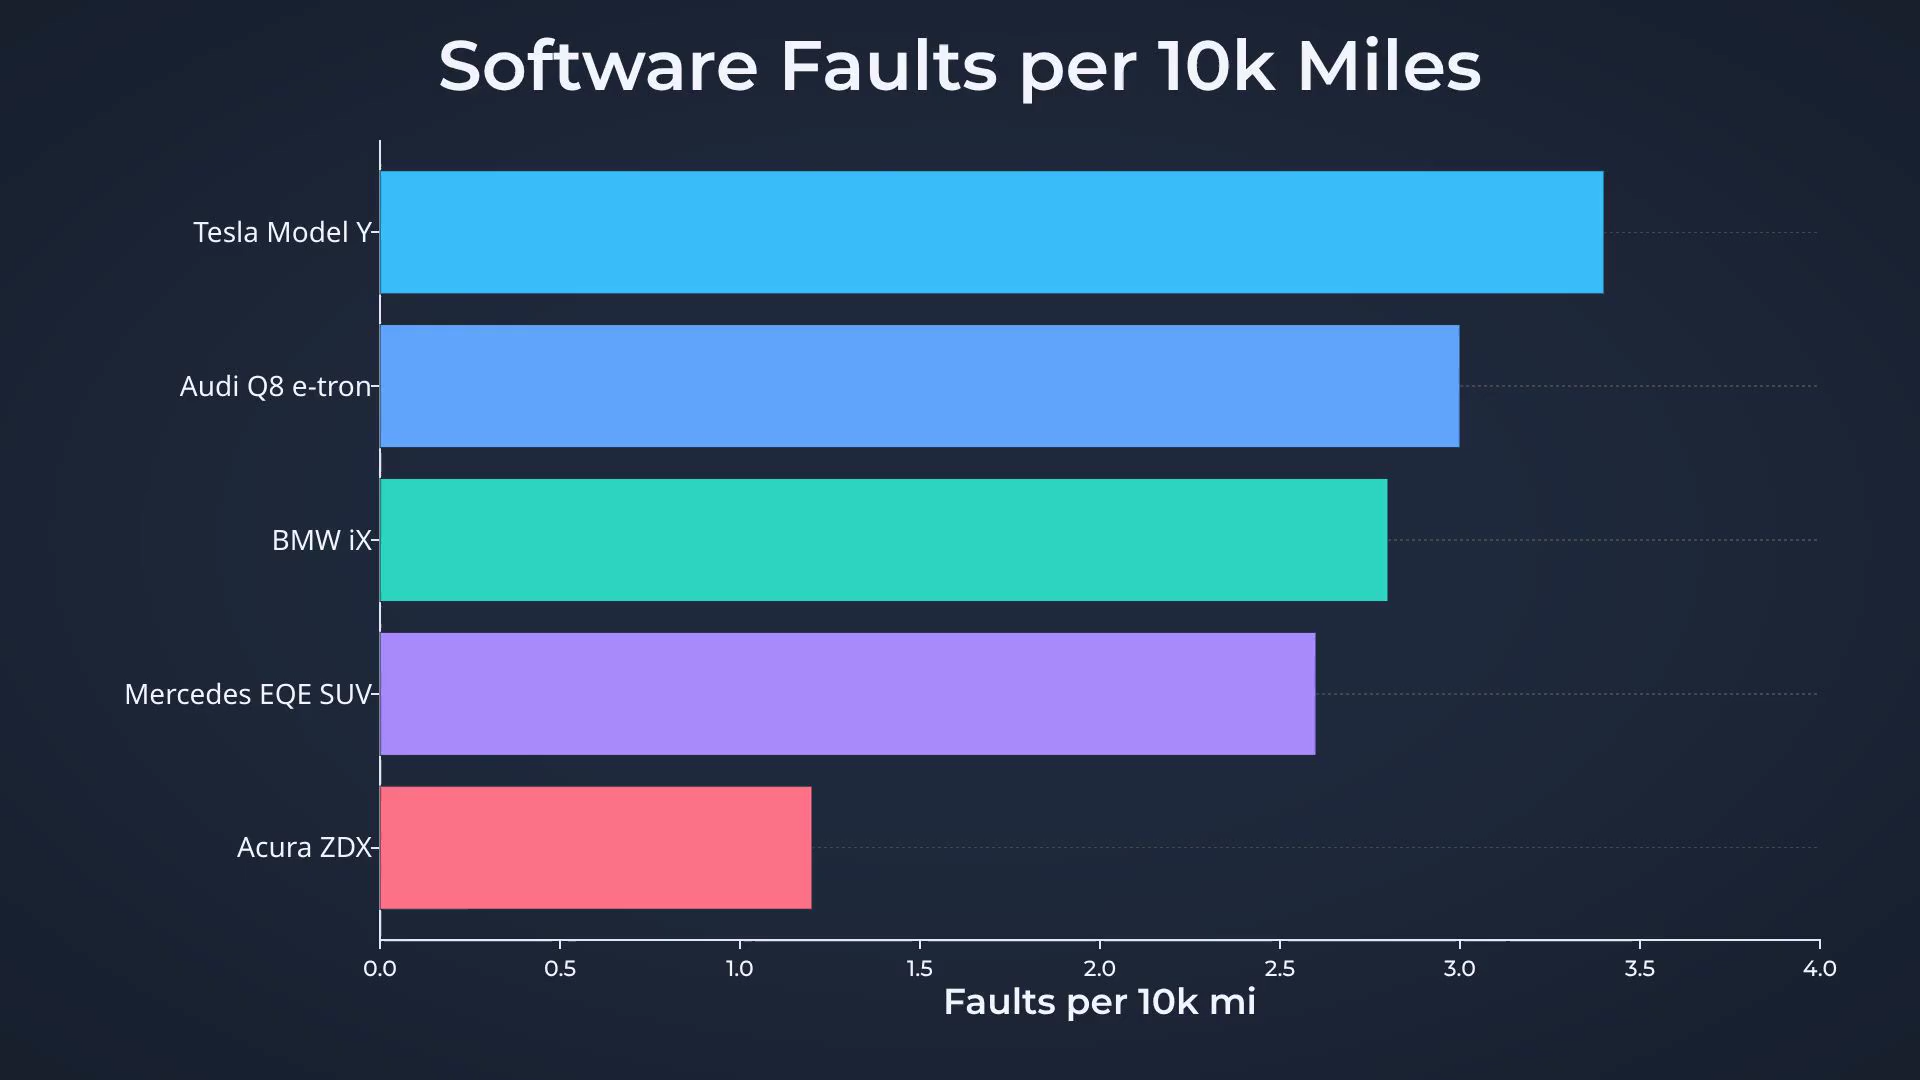 Software Faults per 10k Miles
Tesla Model Y
Audi Q8 e-tron
BMW iX
Mercedes EQE SUV
Acura ZDX
0.0 0.5 1.0 1.5 2.0 2.5 3.0 3.5 4.0
Faults per 10k mi